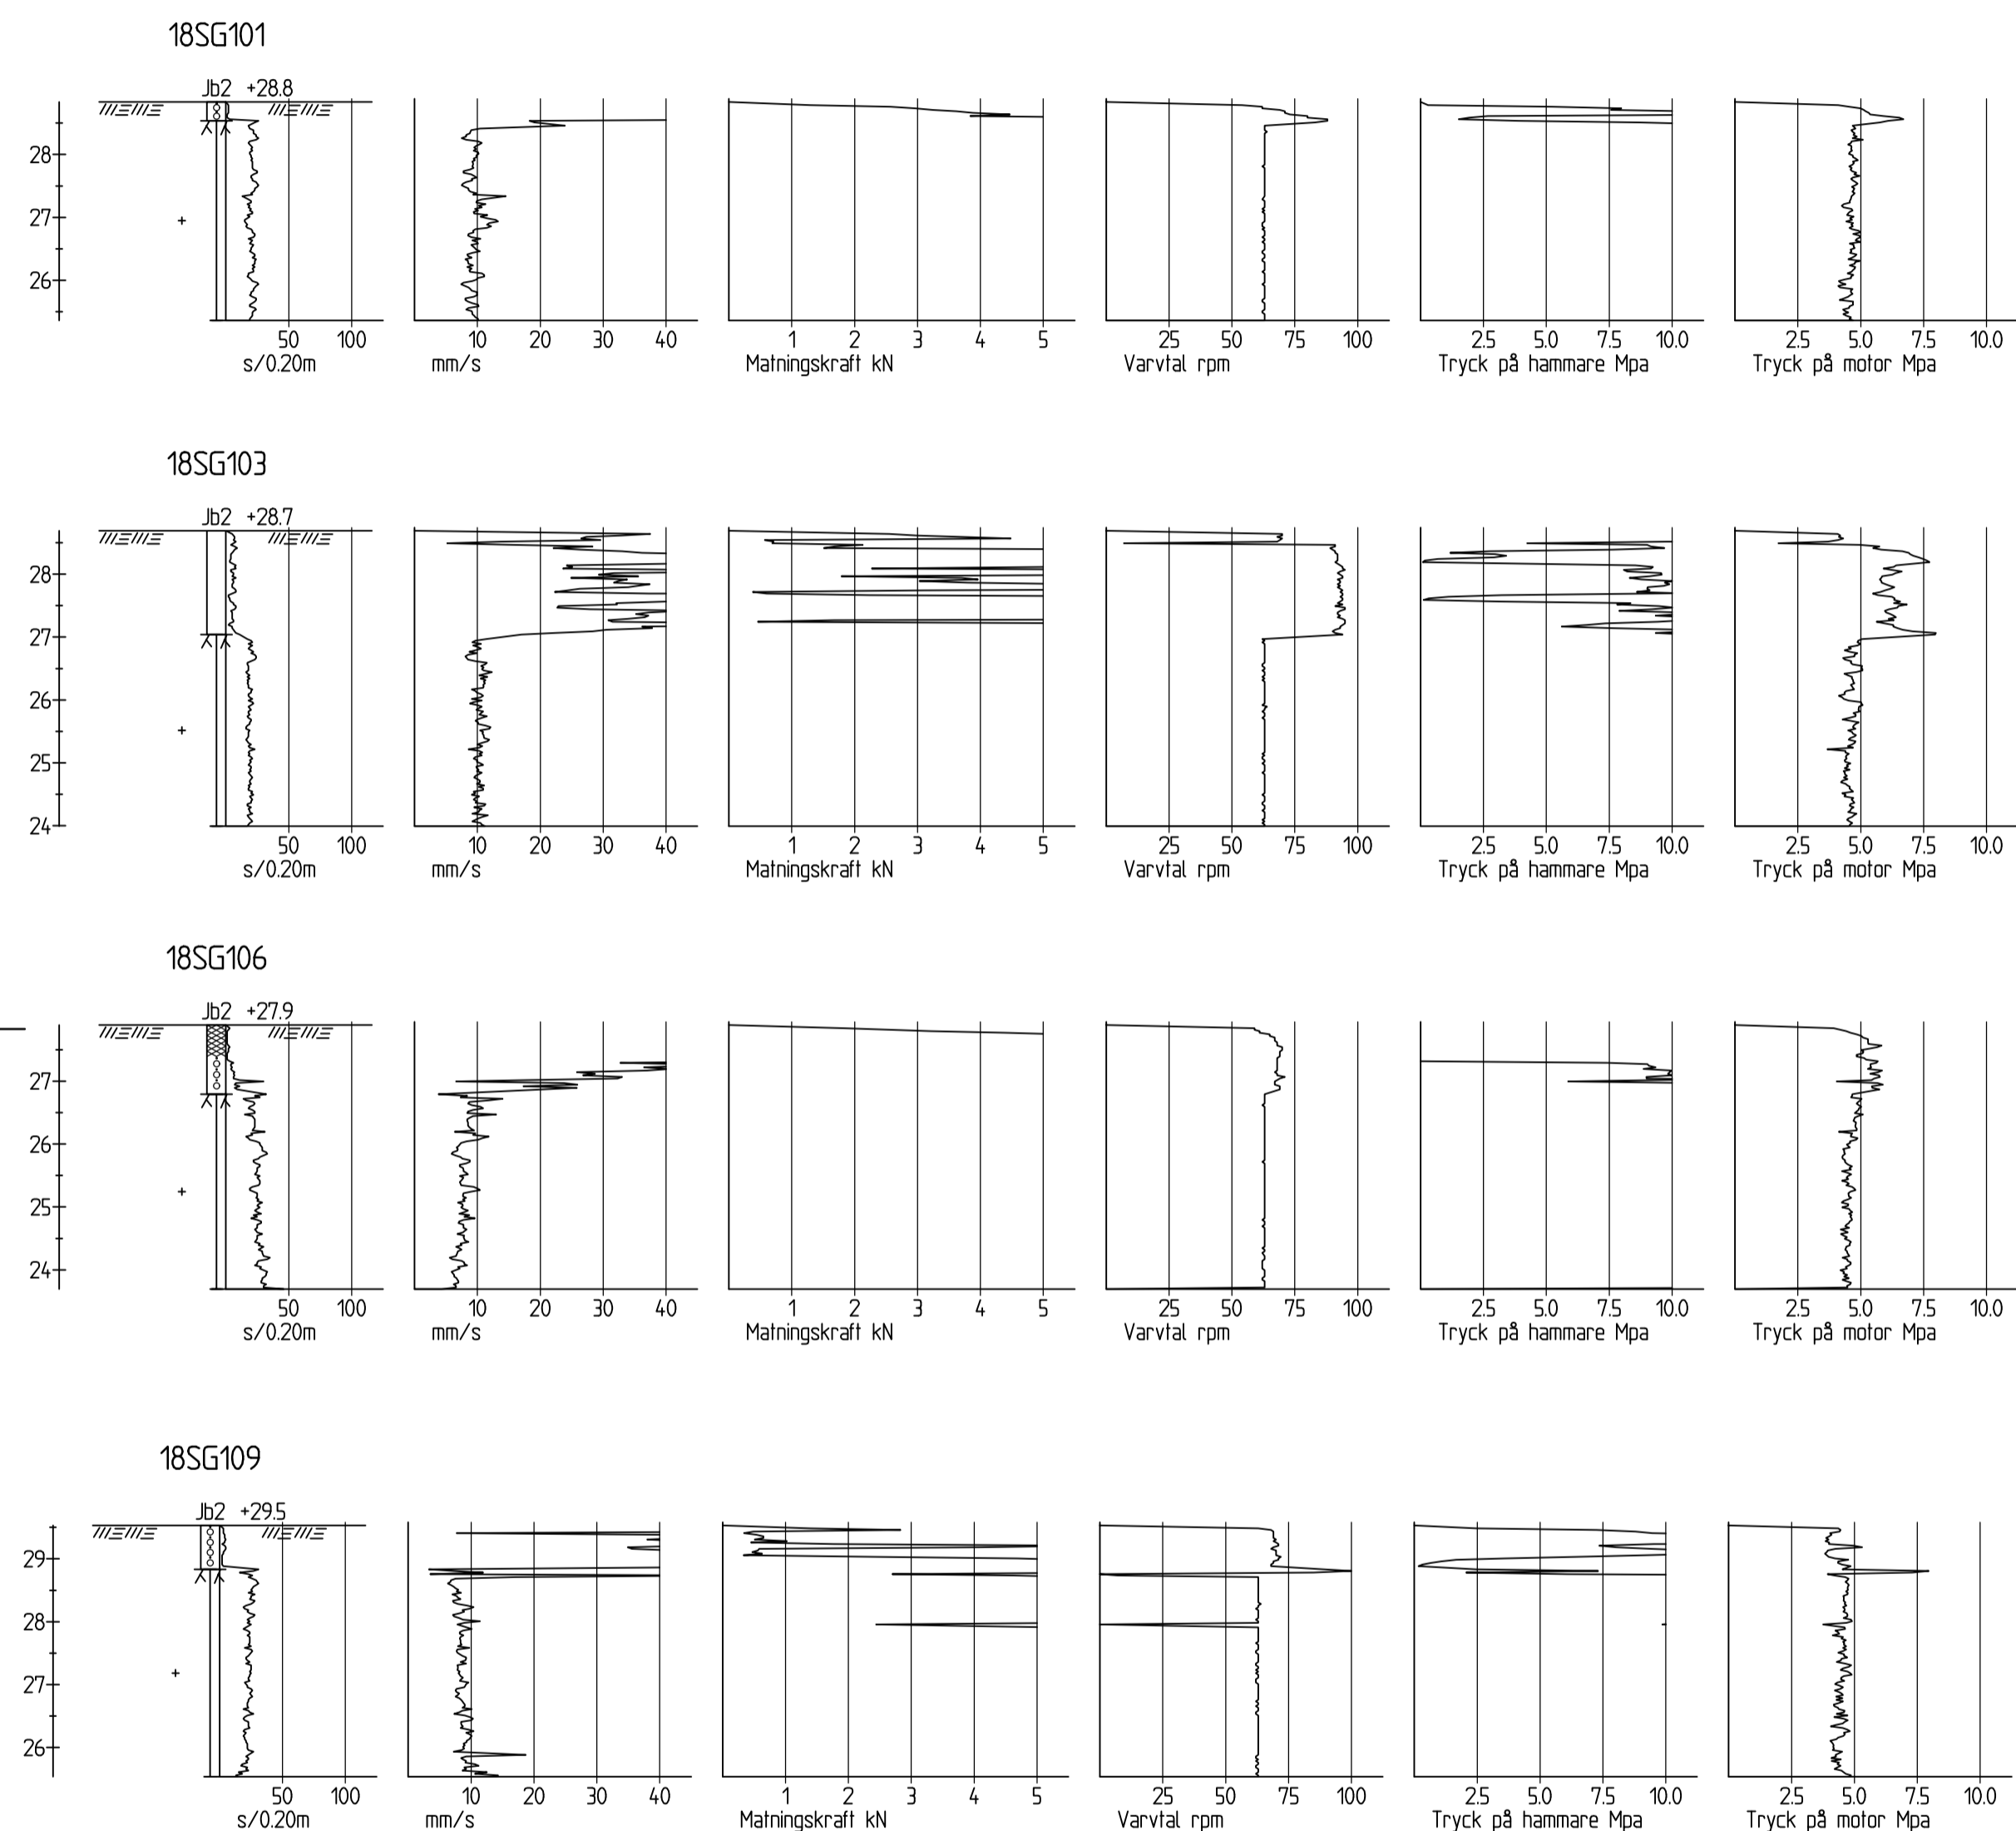 18SG101
Jb2 +28.8
28
27
26
50 100 10 20 30 40 1 2 3 4 5 25 50 75 100 2.5 5.0 7.5 10.0 2.5 5.0 7.5 10.0
s/0.20m mm/s Matningskraft kN Varvtal rpm Tryck på hammare Mpa Tryck på motor Mpa
18SG103
Jb2 +28.7
28
27
26
25
24
50 100 10 20 30 40 1 2 3 4 5 25 50 75 100 2.5 5.0 7.5 10.0 2.5 5.0 7.5 10.0
s/0.20m mm/s Matningskraft kN Varvtal rpm Tryck på hammare Mpa Tryck på motor Mpa
18SG106
Jb2 +27.9
27
26
25
24
50 100 10 20 30 40 1 2 3 4 5 25 50 75 100 2.5 5.0 7.5 10.0 2.5 5.0 7.5 10.0
s/0.20m mm/s Matningskraft kN Varvtal rpm Tryck på hammare Mpa Tryck på motor Mpa
18SG109
Jb2 +29.5
29
28
27
26
50 100 10 20 30 40 1 2 3 4 5 25 50 75 100 2.5 5.0 7.5 10.0 2.5 5.0 7.5 10.0
s/0.20m mm/s Matningskraft kN Varvtal rpm Tryck på hammare Mpa Tryck på motor Mpa